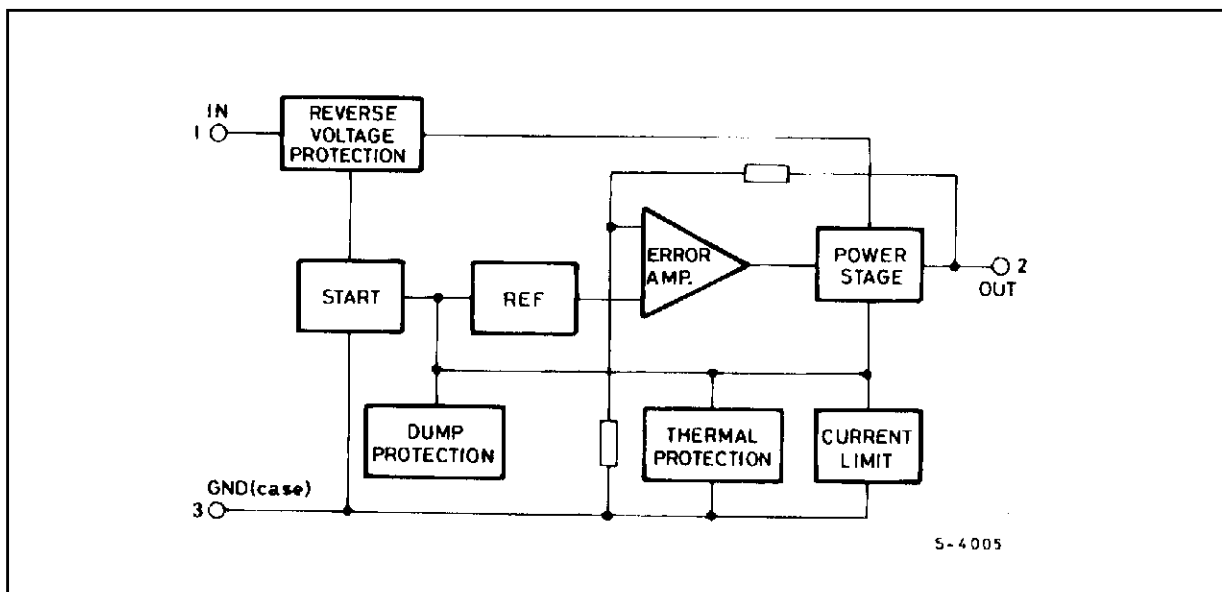 IN
1
REVERSE
VOLTAGE
PROTECTION
ERROR
AMP.
POWER
STAGE
2
OUT
START
REF
DUMP
PROTECTION
THERMAL
PROTECTION
CURRENT
LIMIT
GND(case)
3
S-4005